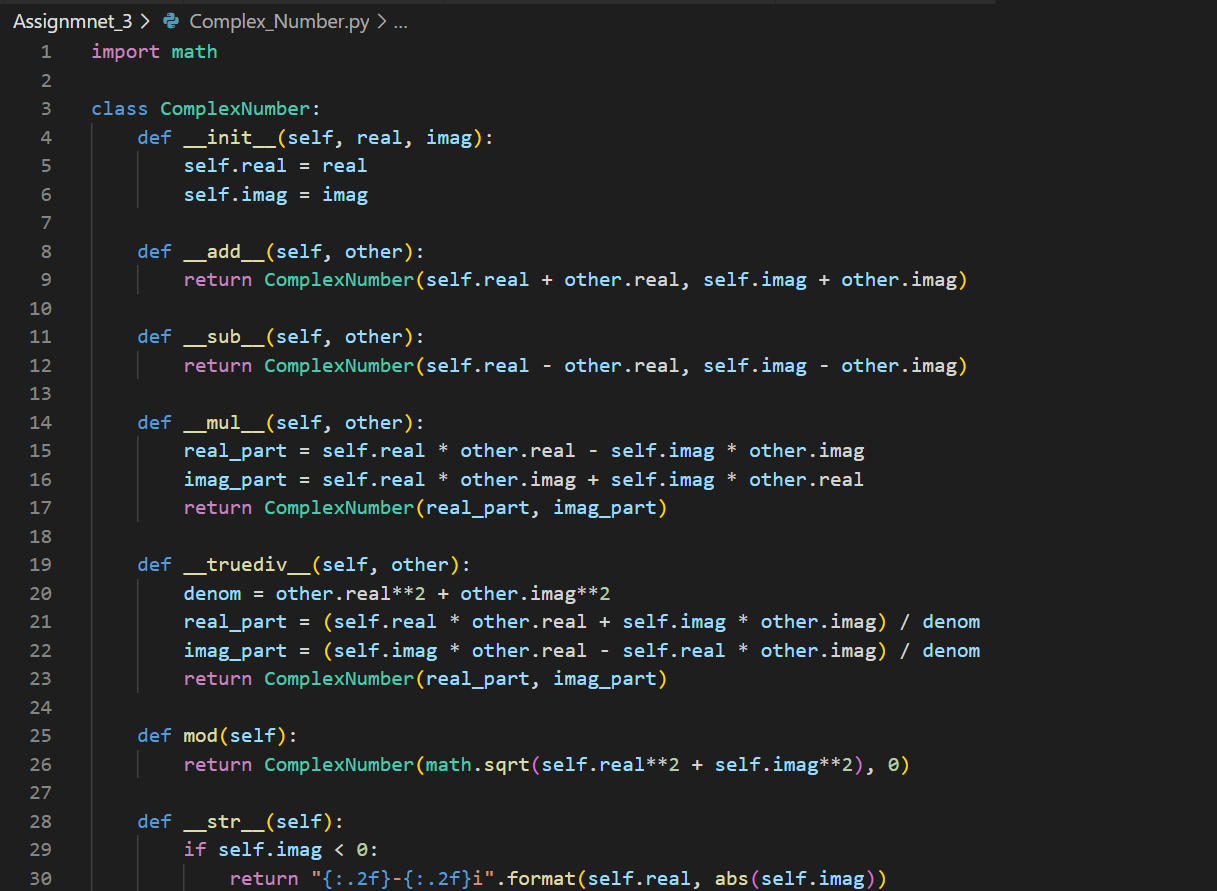 Assignmnet_3 > Complex_Number.py > ...
1 import math
2
3 class ComplexNumber:
4     def __init__(self, real, imag):
5         self.real = real
6         self.imag = imag
7
8     def __add__(self, other):
9         return ComplexNumber(self.real + other.real, self.imag + other.imag)
10
11     def __sub__(self, other):
12         return ComplexNumber(self.real - other.real, self.imag - other.imag)
13
14     def __mul__(self, other):
15         real_part = self.real * other.real - self.imag * other.imag
16         imag_part = self.real * other.imag + self.imag * other.real
17         return ComplexNumber(real_part, imag_part)
18
19     def __truediv__(self, other):
20         denom = other.real**2 + other.imag**2
21         real_part = (self.real * other.real + self.imag * other.imag) / denom
22         imag_part = (self.imag * other.real - self.real * other.imag) / denom
23         return ComplexNumber(real_part, imag_part)
24
25     def mod(self):
26         return ComplexNumber(math.sqrt(self.real**2 + self.imag**2), 0)
27
28     def __str__(self):
29         if self.imag < 0:
30             return "{:.2f}-{:.2f}i".format(self.real, abs(self.imag))